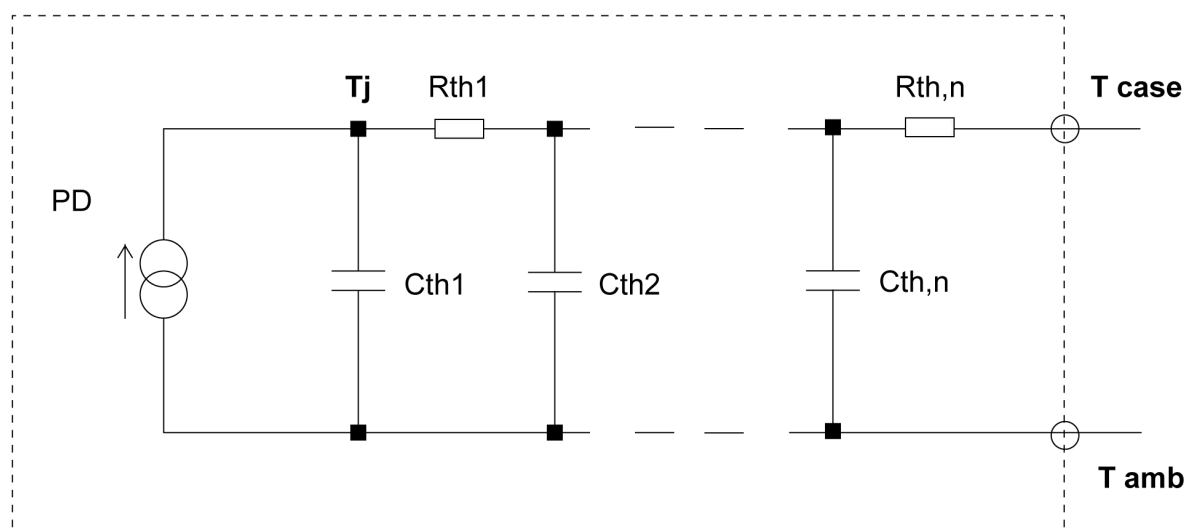 Tj
Rth1
Rth,n
T case
PD
Cth1
Cth2
Cth,n
T amb